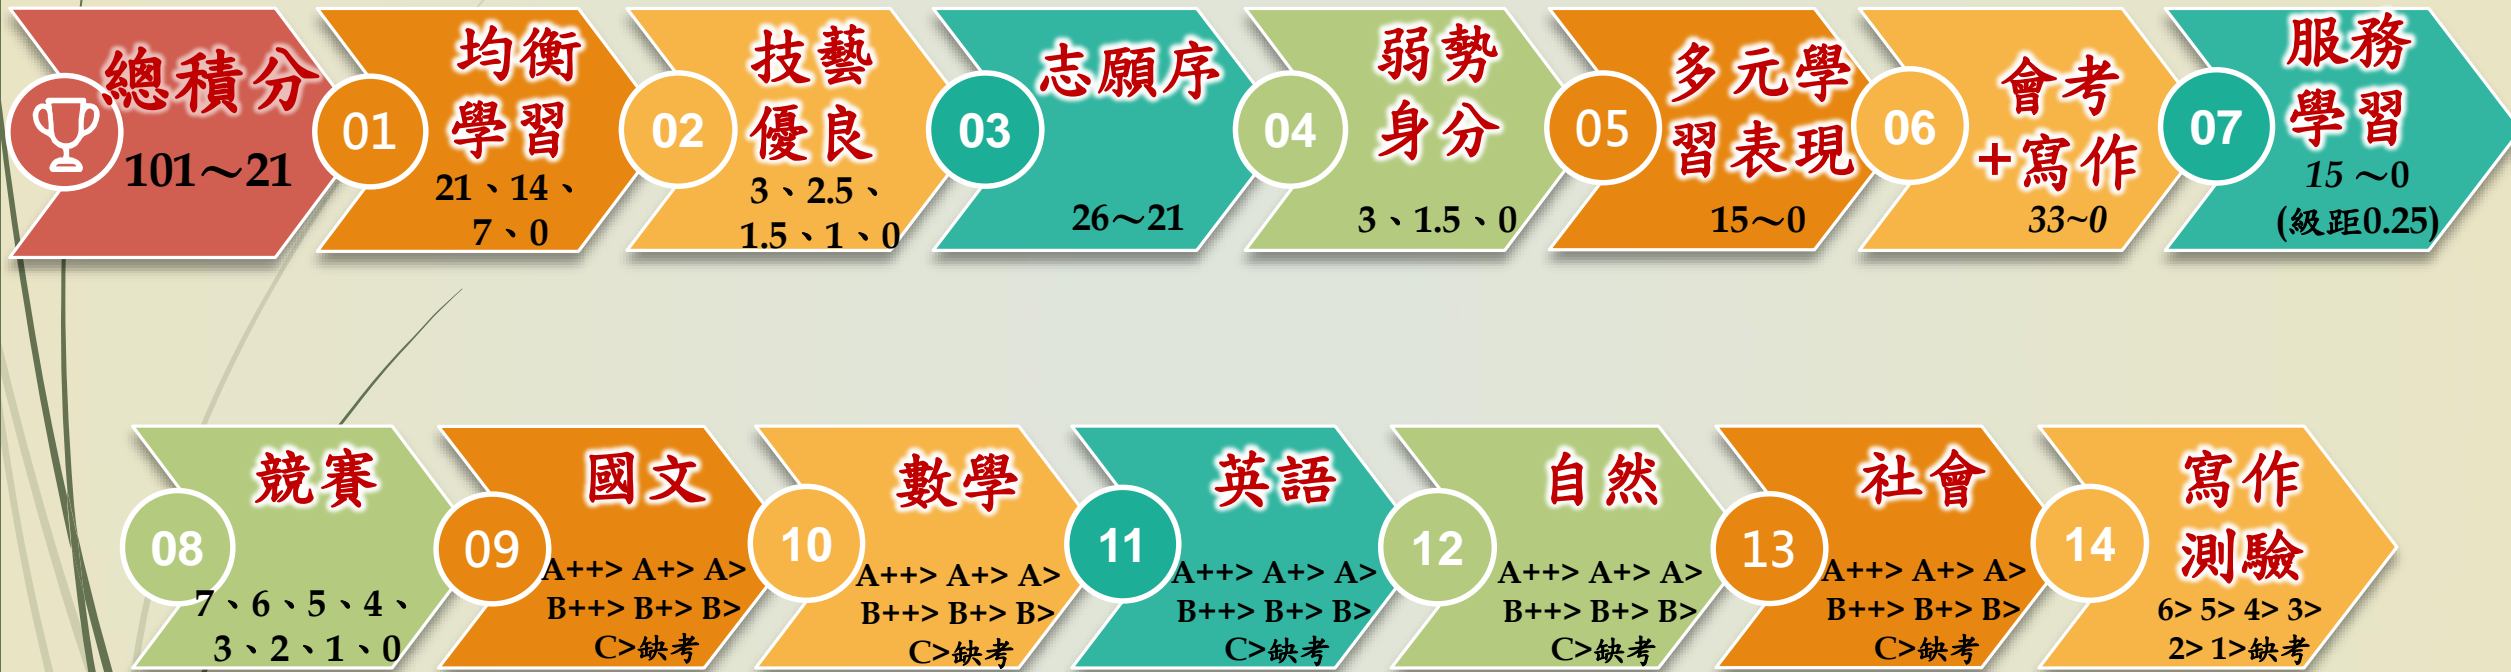 總積分
101～21
01
均衡
學習
21、14、
7、0
02
技藝
優良
3、2.5、
1.5、1、0
03
志願序
26～21
04
弱勢
身分
3、1.5、0
05
多元學
習表現
15～0
06
會考
+寫作
33~0
07
服務
學習
15 ～0
(級距0.25)
08
競賽
7、6、5、4、
3、2、1、0
09
國文
A++> A+> A>
B++> B+> B>
C>缺考
10
數學
A++> A+> A>
B++> B+> B>
C>缺考
11
英語
A++> A+> A>
B++> B+> B>
C>缺考
12
自然
A++> A+> A>
B++> B+> B>
C>缺考
13
社會
A++> A+> A>
B++> B+> B>
C>缺考
14
寫作
測驗
6> 5> 4> 3>
2> 1>缺考